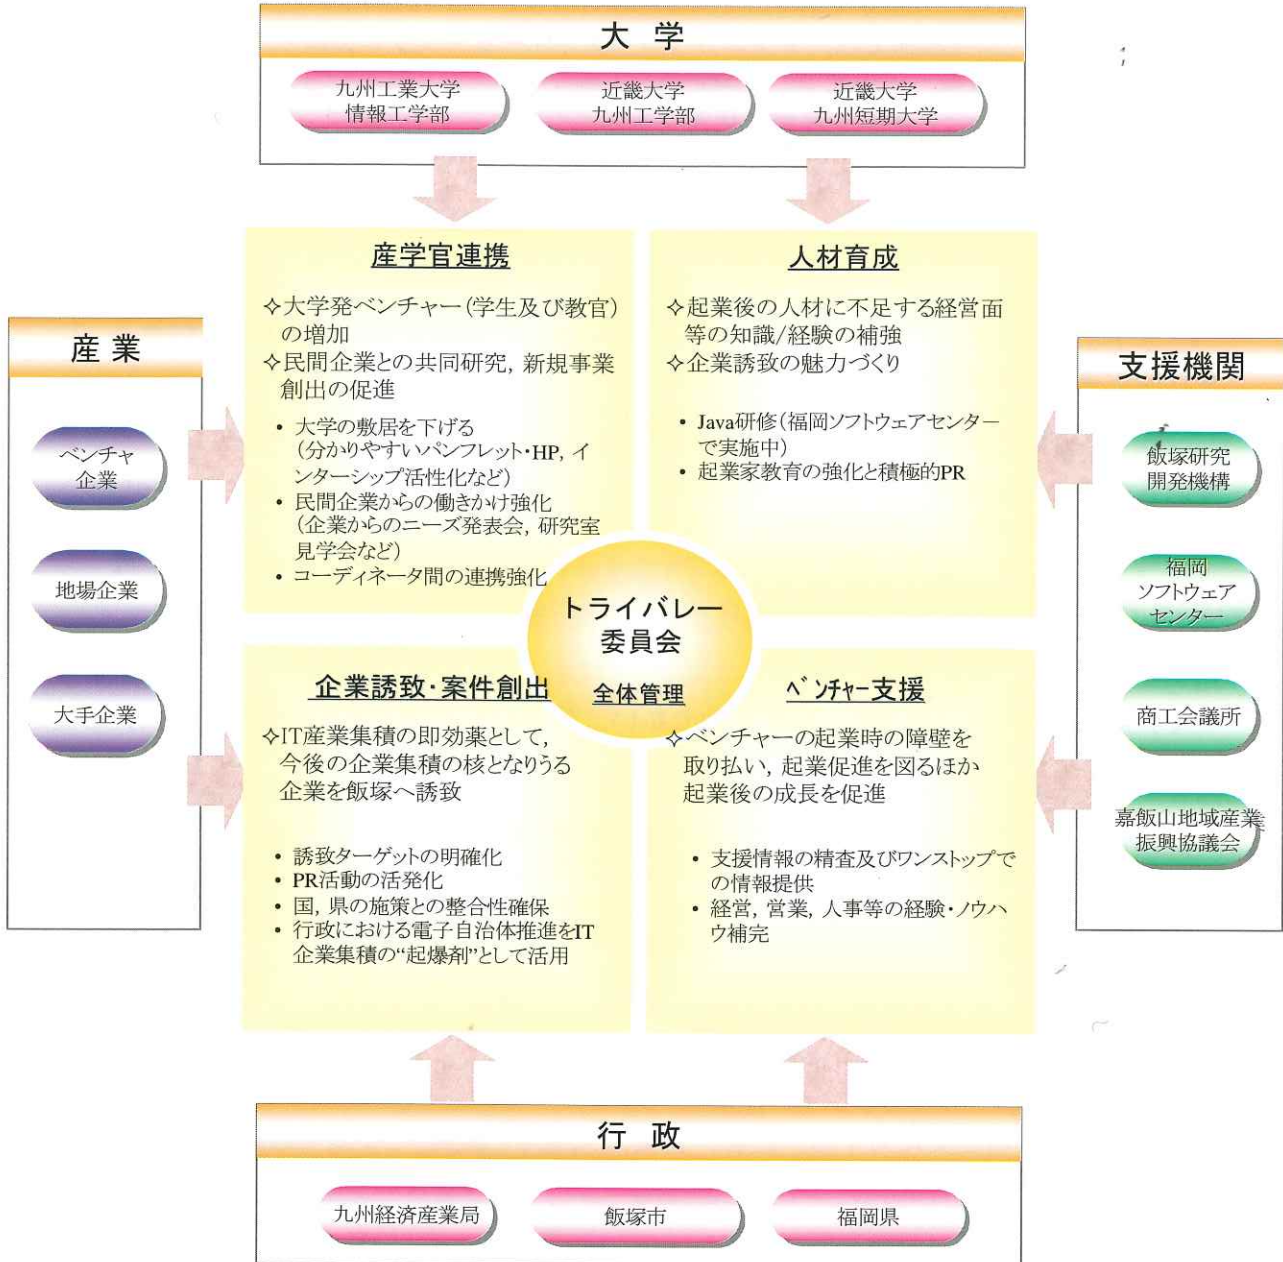 大 学
九州工業大学
情報工学部
近畿大学
九州工学部
近畿大学
九州短期大学
産 業
ベンチャ
企業
地場企業
大手企業
産学官連携
✧大学発ベンチャー(学生及び教官)
の増加
✧民間企業との共同研究, 新規事業
創出の促進
• 大学の敷居を下げる
(分かりやすいパンフレット・HP, イ
ンターシップ活性化など)
• 民間企業からの働きかけ強化
(企業からのニーズ発表会, 研究室
見学会など)
• コーディネータ間の連携強化
人材育成
✧起業後の人材に不足する経営面
等の知識/経験の補強
✧企業誘致の魅力づくり
• Java研修(福岡ソフトウェアセンター
で実施中)
• 起業家教育の強化と積極的PR
トライバレー
委員会
全体管理
企業誘致・案件創出
✧IT産業集積の即効薬として,
今後の企業集積の核となりうる
企業を飯塚へ誘致
• 誘致ターゲットの明確化
• PR活動の活発化
• 国, 県の施策との整合性確保
• 行政における電子自治体推進をIT
企業集積の“起爆剤”として活用
ベンチャー支援
✧ベンチャーの起業時の障壁を
取り払い, 起業促進を図るほか
起業後の成長を促進
• 支援情報の精査及びワンストップで
の情報提供
• 経営, 営業, 人事等の経験・ノウハ
ウ補完
支援機関
飯塚研究
開発機構
福岡
ソフトウェア
センター
商工会議所
嘉飯山地域産業
振興協議会
行 政
九州経済産業局
飯塚市
福岡県